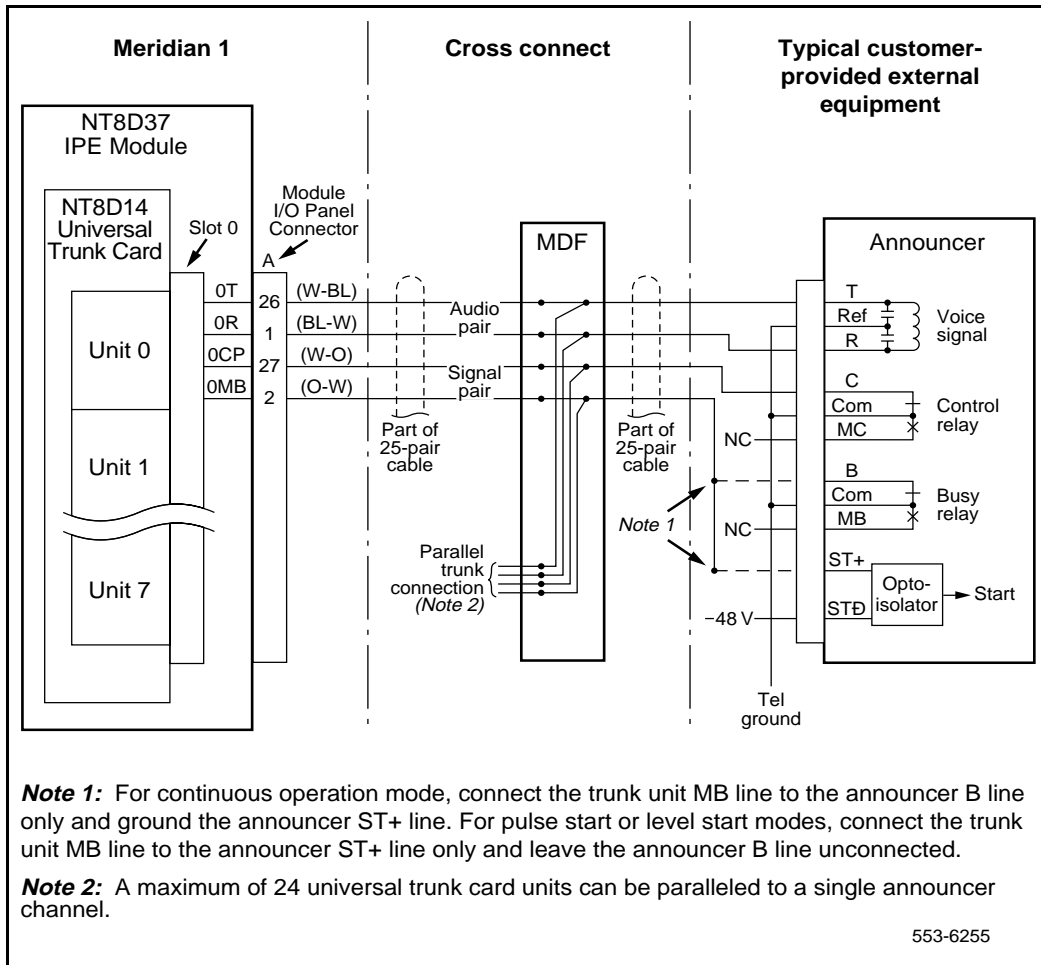 Meridian 1
Cross connect
Typical customer-
provided external
equipment
NT8D37
IPE Module
NT8D14
Universal
Trunk Card
Slot 0
Module
I/O Panel
Connector
A
MDF
Announcer
0T
26
(W-BL)
0R
1
(BL-W)
0CP
27
(W-O)
0MB
2
(O-W)
Unit 0
Unit 1
Unit 7
Audio
pair
Signal
pair
Part of
25-pair
cable
Part of
25-pair
cable
Parallel
trunk
connection
(Note 2)
Note 1
NC
NC
−48 V
Tel
ground
T
Ref
R
Voice
signal
C
Com
MC
Control
relay
B
Com
MB
Busy
relay
ST+
STÐ
Opto-
isolator
Start
Note 1: For continuous operation mode, connect the trunk unit MB line to the announcer B line
only and ground the announcer ST+ line. For pulse start or level start modes, connect the trunk
unit MB line to the announcer ST+ line only and leave the announcer B line unconnected.
Note 2: A maximum of 24 universal trunk card units can be paralleled to a single announcer
channel.
553-6255